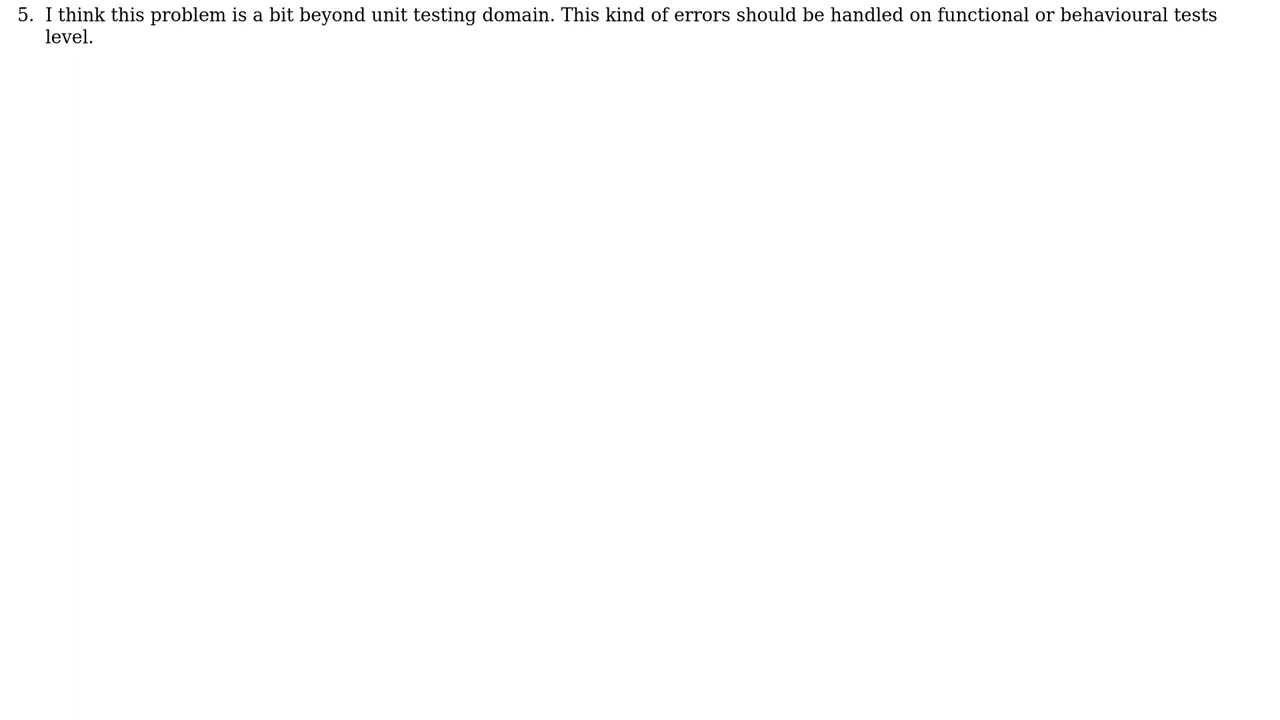 5. I think this problem is a bit beyond unit testing domain. This kind of errors should be handled on functional or behavioural tests
level.